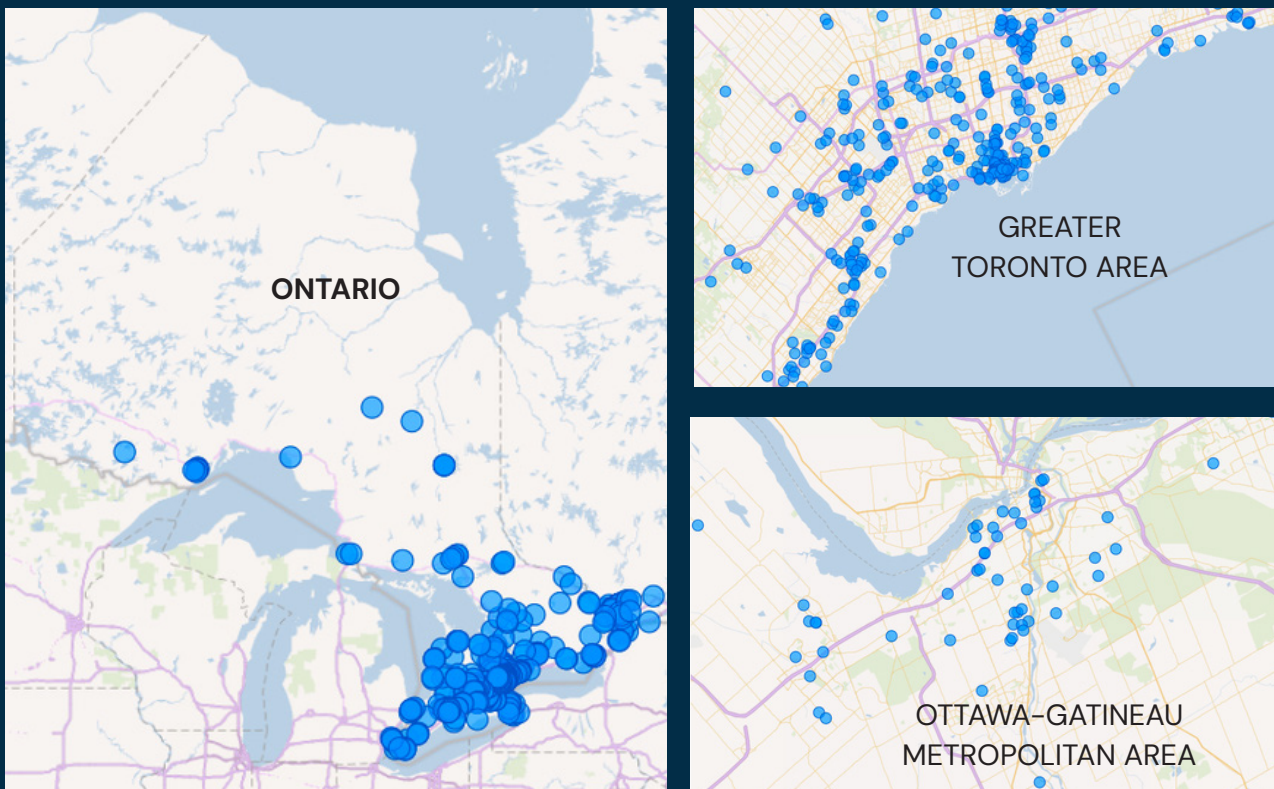 ONTARIO
GREATER
TORONTO AREA
OTTAWA-GATINEAU
METROPOLITAN AREA